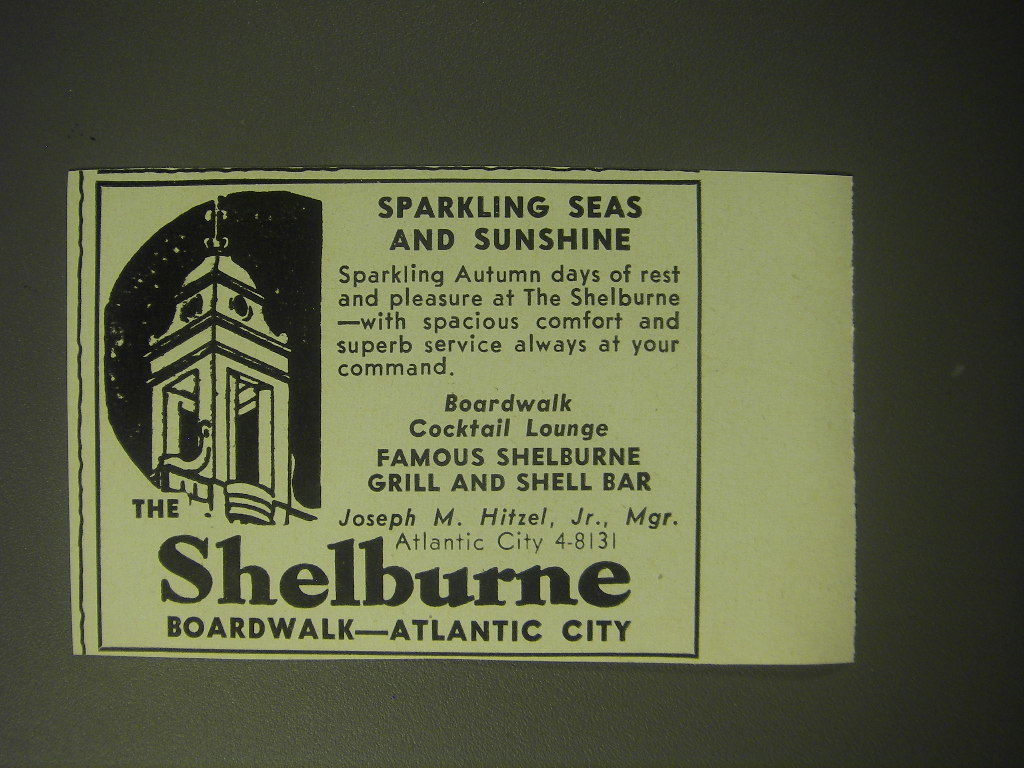 SPARKLING SEAS
AND SUNSHINE
Sparkling Autumn days of rest
and pleasure at The Shelburne
—with spacious comfort and
superb service always at your
command.
Boardwalk
Cocktail Lounge
FAMOUS SHELBURNE
GRILL AND SHELL BAR
Joseph M. Hitzel, Jr., Mgr.
Atlantic City 4-8131
THE
Shelburne
BOARDWALK—ATLANTIC CITY